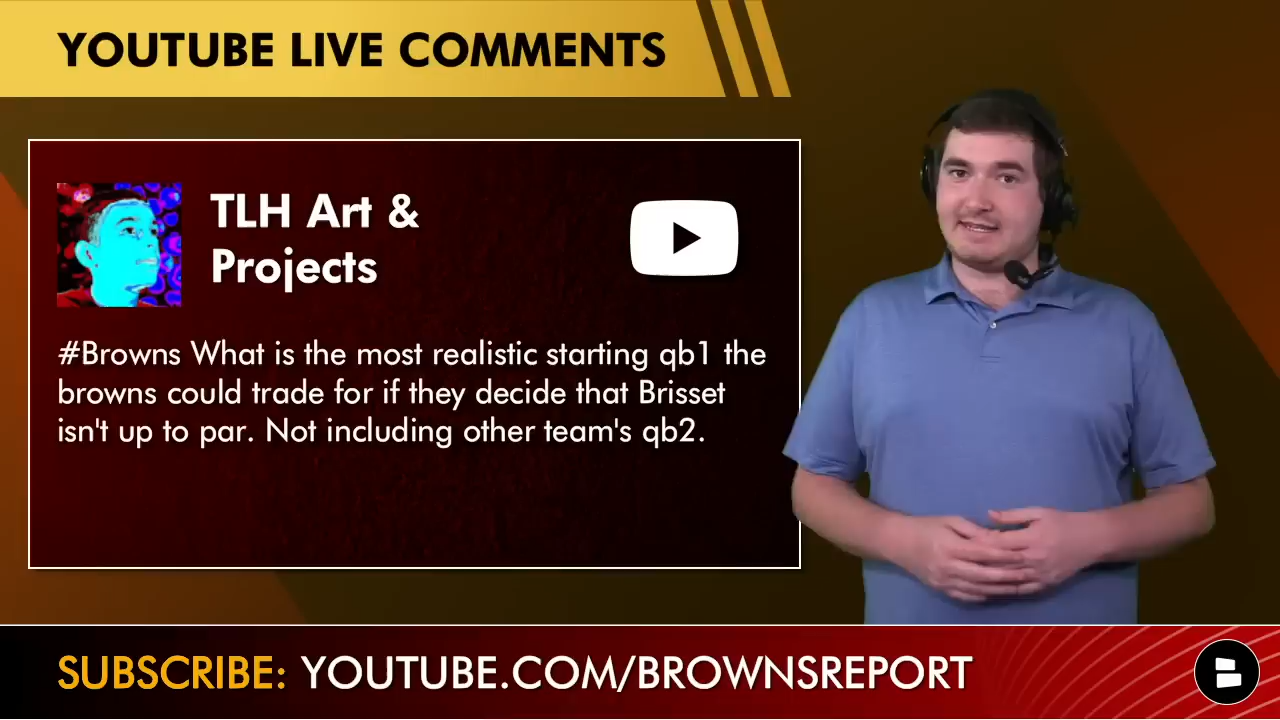 YOUTUBE LIVE COMMENTS
TLH Art &
Projects
#Browns What is the most realistic starting qb1 the
browns could trade for if they decide that Brisset
isn't up to par. Not including other team's qb2.
SUBSCRIBE: YOUTUBE.COM/BROWNSREPORT